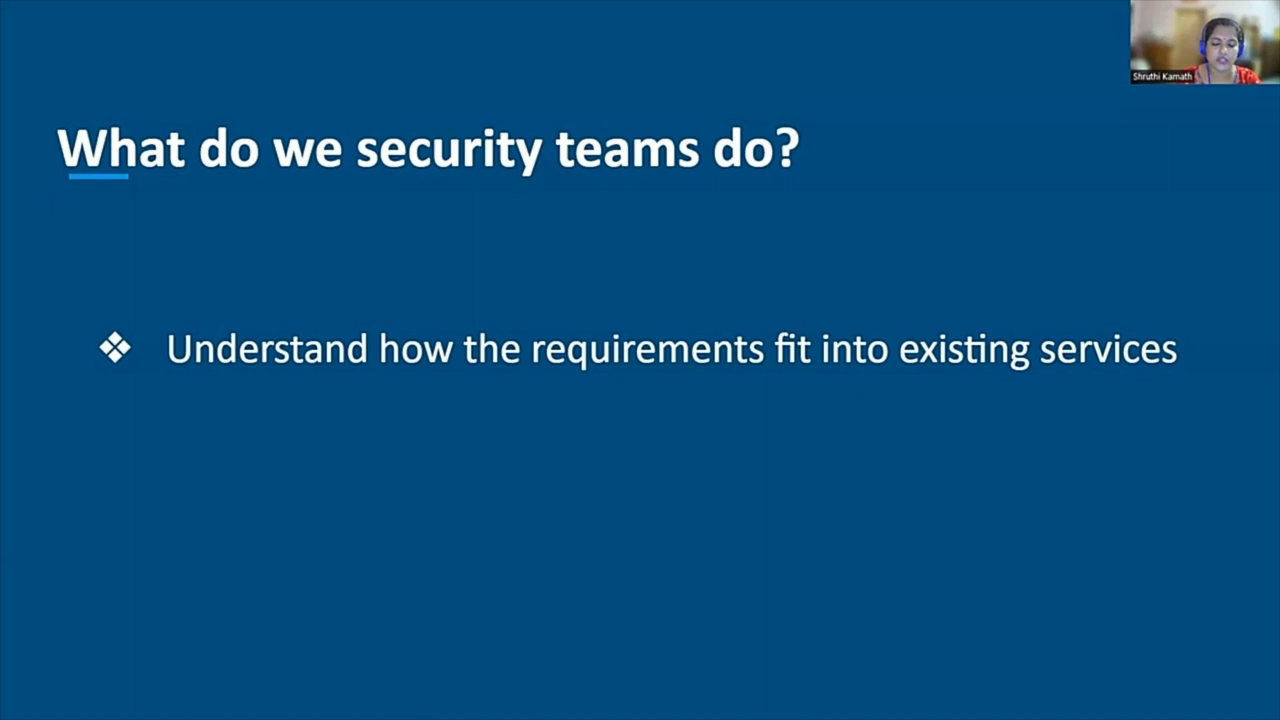 Shruthi Kamath
What do we security teams do?
❖ Understand how the requirements fit into existing services